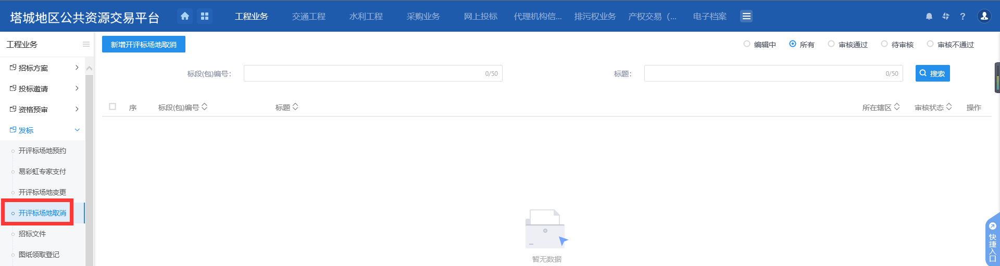 塔城地区公共资源交易平台 工程业务 交通工程 水利工程 采购业务 网上投标 代理机构信... 排污权业务 产权交易（... 电子档案 ?
工程业务
新增开评标场地取消
编辑中 所有 审核通过 待审核 审核不通过
招标方案
投标邀请
资格预审
发标
开评标场地预约
易彩虹专家支付
开评标场地变更
开评标场地取消
招标文件
图纸领取登记
标段(包)编号： 0/50 标题： 0/50 搜索
序 标段(包)编号 标题 所在辖区 审核状态 操作
暂无数据
快捷入口